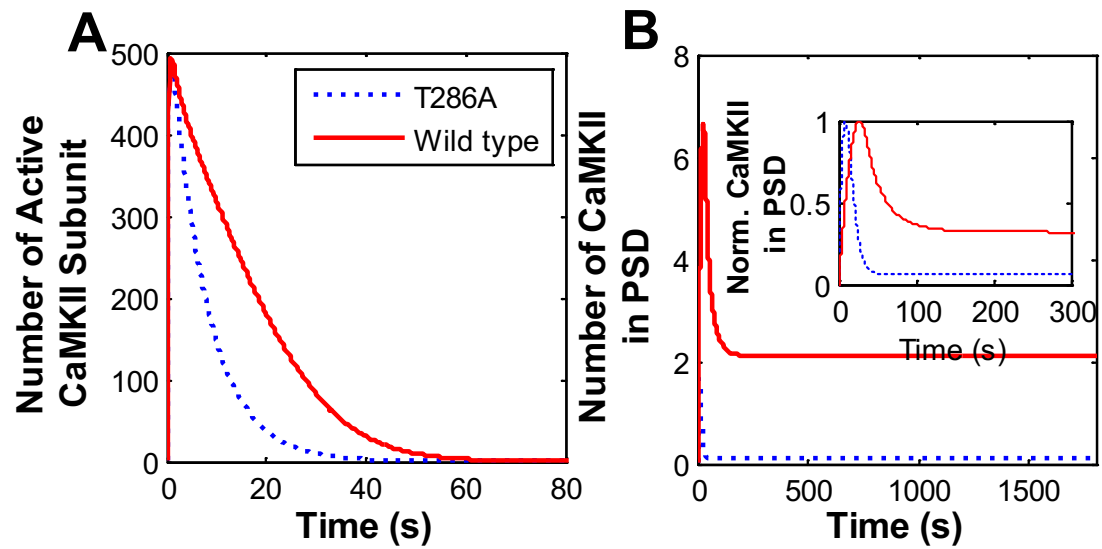 A
Number of Active
CaMKII Subunit
500
400
300
200
100
0
T286A
Wild type
0 20 40 60 80
Time (s)
B
Number of CaMKII
in PSD
8
6
4
2
0
0 500 1000 1500
Time (s)
Norm. CaMKII
in PSD
1
0.5
0
0 100 200 300
Time (s)